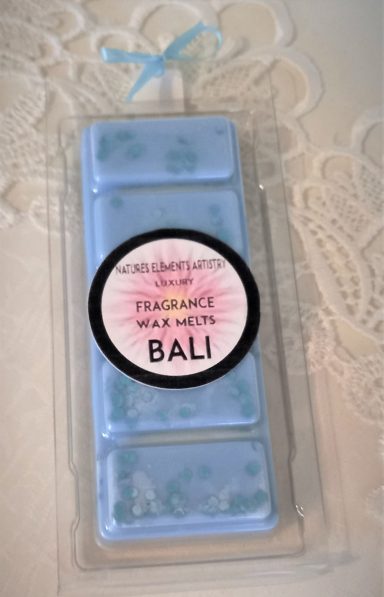 NATURES ELEMENTS ARTISTRY
LUXURY
FRAGRANCE
WAX MELTS
BALI